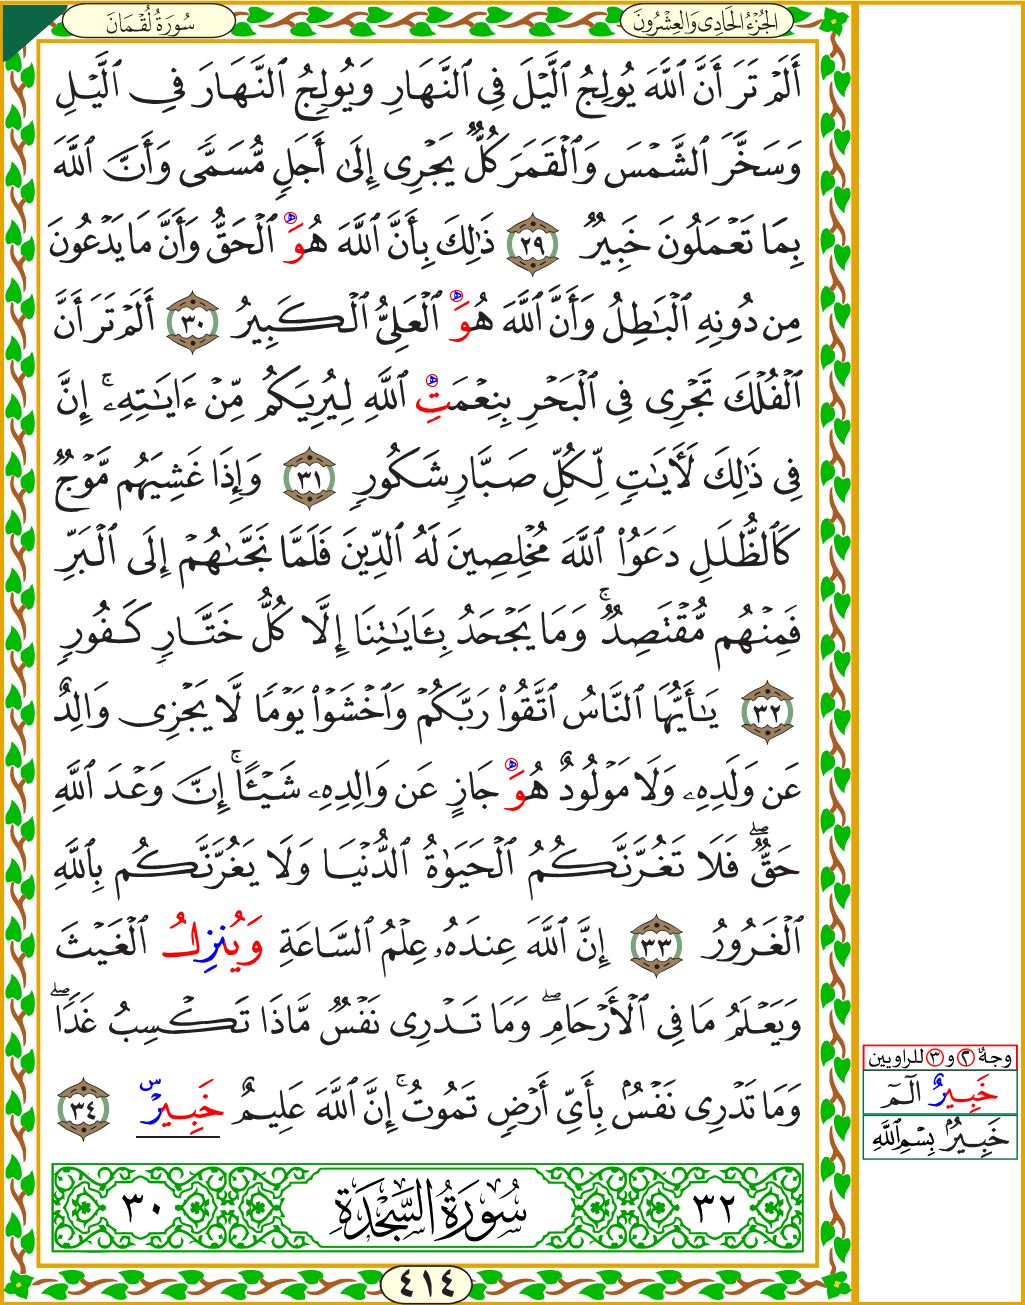 سُورَةُ لُقْمَانَ
الجُزْءُ الحَادِى وَالعِشْرُونَ
أَلَمْ تَرَ أَنَّ ٱللَّهَ يُولِجُ ٱلَّيْلَ فِى ٱلنَّهَارِ وَيُولِجُ ٱلنَّهَارَ فِى ٱلَّيْلِ
وَسَخَّرَ ٱلشَّمْسَ وَٱلْقَمَرَ كُلٌّ يَجْرِىٓ إِلَىٰٓ أَجَلٍ مُّسَمًّى وَأَنَّ ٱللَّهَ
بِمَا تَعْمَلُونَ خَبِيرٌ ٢٩ ذَٰلِكَ بِأَنَّ ٱللَّهَ هُوَ ٱلْحَقُّ وَأَنَّ مَا يَدْعُونَ
مِن دُونِهِ ٱلْبَٰطِلُ وَأَنَّ ٱللَّهَ هُوَ ٱلْعَلِىُّ ٱلْكَبِيرُ ٣٠ أَلَمْ تَرَ أَنَّ
ٱلْفُلْكَ تَجْرِى فِى ٱلْبَحْرِ بِنِعْمَتِ ٱللَّهِ لِيُرِيَكُم مِّنْ ءَايَٰتِهِۦٓ ۚ إِنَّ
فِى ذَٰلِكَ لَءَايَٰتٍ لِّكُلِّ صَبَّارٍ شَكُورٍ ٣١ وَإِذَا غَشِيَهُم مَّوْجٌ
كَٱلظُّلَلِ دَعَوُا۟ ٱللَّهَ مُخْلِصِينَ لَهُ ٱلدِّينَ فَلَمَّا نَجَّىٰهُمْ إِلَى ٱلْبَرِّ
فَمِنْهُم مُّقْتَصِدٌ ۚ وَمَا يَجْحَدُ بِـَٔايَٰتِنَآ إِلَّا كُلُّ خَتَّارٍ كَفُورٍ
٣٢ يَٰٓأَيُّهَا ٱلنَّاسُ ٱتَّقُوا۟ رَبَّكُمْ وَٱخْشَوْا۟ يَوْمًا لَّا يَجْزِى وَالِدٌ
عَن وَلَدِهِۦ وَلَا مَوْلُودٌ هُوَ جَازٍ عَن وَالِدِهِۦ شَيْـًٔا ۚ إِنَّ وَعْدَ ٱللَّهِ
حَقٌّ ۖ فَلَا تَغُرَّنَّكُمُ ٱلْحَيَوٰةُ ٱلدُّنْيَا وَلَا يَغُرَّنَّكُم بِٱللَّهِ
ٱلْغَرُورُ ٣٣ إِنَّ ٱللَّهَ عِندَهُۥ عِلْمُ ٱلسَّاعَةِ وَيُنزِلُ ٱلْغَيْثَ
وَيَعْلَمُ مَا فِى ٱلْأَرْحَامِ ۖ وَمَا تَدْرِى نَفْسٌ مَّاذَا تَكْسِبُ غَدًا ۖ
وَمَا تَدْرِى نَفْسٌۢ بِأَىِّ أَرْضٍ تَمُوتُ ۚ إِنَّ ٱللَّهَ عَلِيمٌ خَبِيرٌ س ٣٤
٣٢ سُورَةُ السَّجْدَةِ ٣٠
٤١٤
وجهٌ ٢ و ٣ للراويين
خَبِيرٌ الٓمٓ
خَبِيرٌۢ بِسْمِ ٱللَّهِ